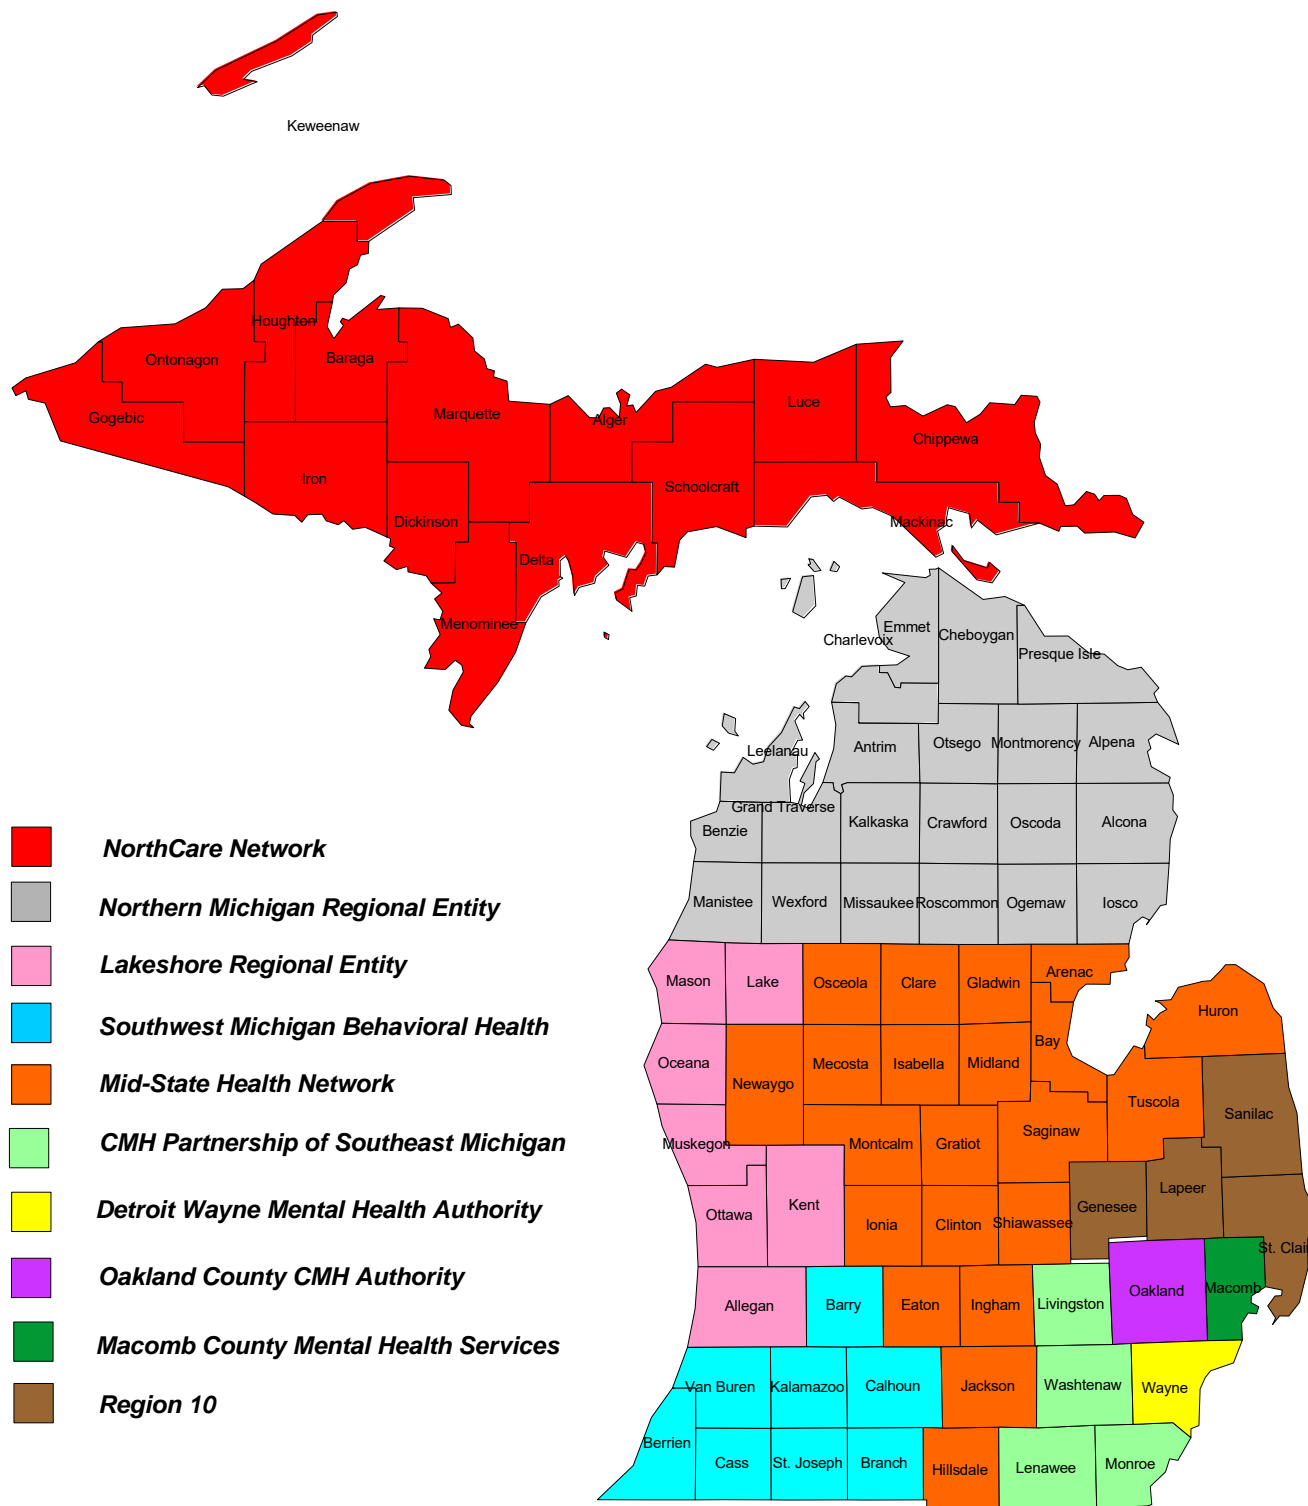 Keweenaw
Houghton
Baraga
Ontonagon
Gogebic
Marquette
Alger
Luce
Chippewa
Iron
Schoolcraft
Dickinson
Mackinac
Delta
Menominee
Emmet
Cheboygan
Charlevoix
Presque Isle
Leelanau
Antrim
Otsego
Montmorency
Alpena
Grand Traverse
Benzie
Kalkaska
Crawford
Oscoda
Alcona
Manistee
Wexford
Missaukee
Roscommon
Ogemaw
Iosco
Mason
Lake
Osceola
Clare
Gladwin
Arenac
Huron
Oceana
Newaygo
Mecosta
Isabella
Midland
Bay
Tuscola
Sanilac
Muskegon
Montcalm
Gratiot
Saginaw
Ottawa
Kent
Ionia
Clinton
Shiawassee
Genesee
Lapeer
St. Clair
Allegan
Barry
Eaton
Ingham
Livingston
Oakland
Macomb
Van Buren
Kalamazoo
Calhoun
Jackson
Washtenaw
Wayne
Berrien
Cass
St. Joseph
Branch
Hillsdale
Lenawee
Monroe
NorthCare Network
Northern Michigan Regional Entity
Lakeshore Regional Entity
Southwest Michigan Behavioral Health
Mid-State Health Network
CMH Partnership of Southeast Michigan
Detroit Wayne Mental Health Authority
Oakland County CMH Authority
Macomb County Mental Health Services
Region 10